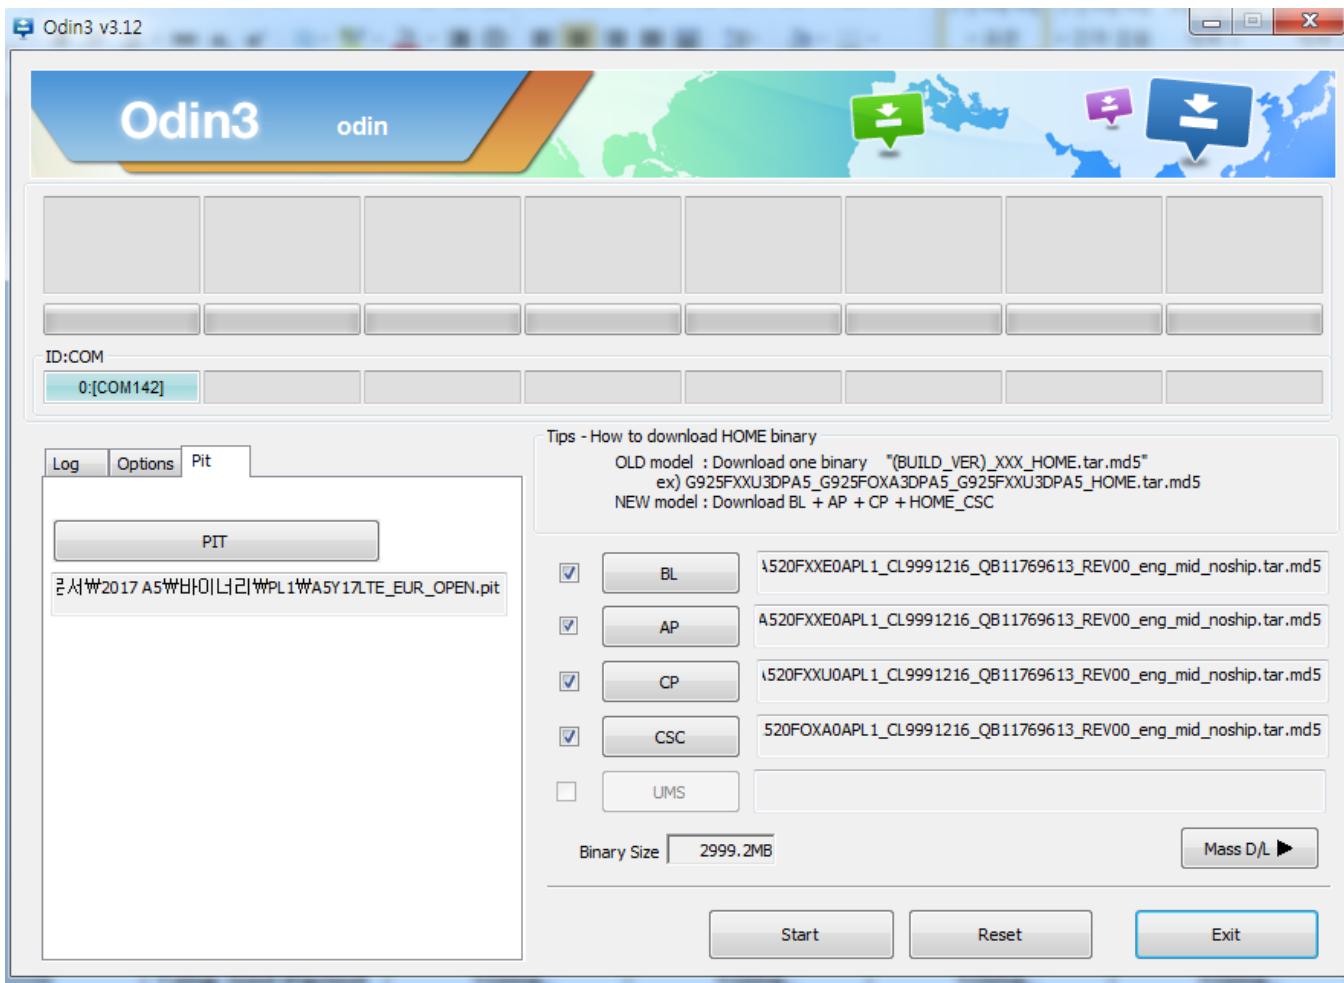 Odin3 v3.12
Odin3 odin
ID:COM
0:[COM142]
Log Options Pit
PIT
서₩2017 A5₩바이너리₩PL1₩A5Y17LTE_EUR_OPEN.pit
Tips - How to download HOME binary
OLD model : Download one binary "(BUILD_VER)_XXX_HOME.tar.md5"
ex) G925FXXU3DPA5_G925FOXA3DPA5_G925FXXU3DPA5_HOME.tar.md5
NEW model : Download BL + AP + CP + HOME_CSC
BL A520FXXE0APL1_CL9991216_QB11769613_REV00_eng_mid_noship.tar.md5
AP A520FXXE0APL1_CL9991216_QB11769613_REV00_eng_mid_noship.tar.md5
CP A520FXXU0APL1_CL9991216_QB11769613_REV00_eng_mid_noship.tar.md5
CSC 520FOXA0APL1_CL9991216_QB11769613_REV00_eng_mid_noship.tar.md5
UMS
Binary Size 2999.2MB
Mass D/L ▶
Start Reset Exit